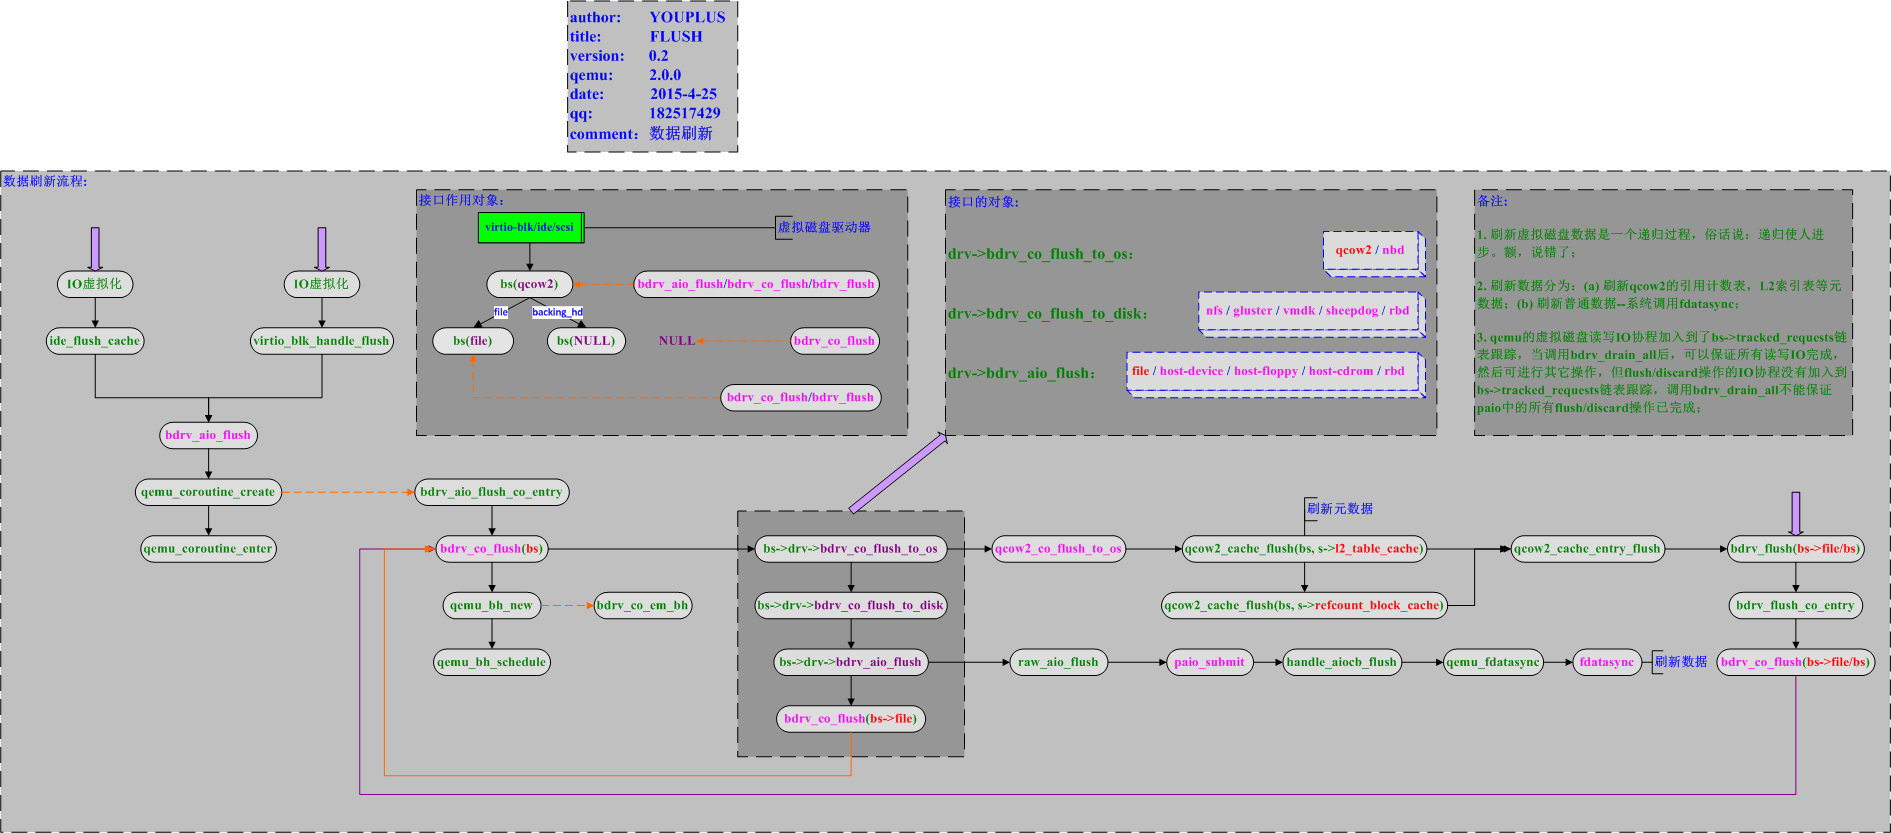 author: YOUPLUS
title: FLUSH
version: 0.2
qemu: 2.0.0
date: 2015-4-25
qq: 182517429
comment: 数据刷新
数据刷新流程:
IO虚拟化
IO虚拟化
ide_flush_cache
virtio_blk_handle_flush
bdrv_aio_flush
qemu_coroutine_create
qemu_coroutine_enter
接口作用对象:
virtio-blk/ide/scsi
虚拟磁盘驱动器
bs(qcow2)
bdrv_aio_flush/bdrv_co_flush/bdrv_flush
file
backing_hd
bs(file)
bs(NULL)
NULL
bdrv_co_flush
bdrv_co_flush/bdrv_flush
接口的对象:
drv->bdrv_co_flush_to_os:
qcow2 / nbd
drv->bdrv_co_flush_to_disk:
nfs / gluster / vmdk / sheepdog / rbd
drv->bdrv_aio_flush:
file / host-device / host-floppy / host-cdrom / rbd
备注:
1. 刷新虚拟磁盘数据是一个递归过程，俗话说：递归使人进
步。额，说错了；
2. 刷新数据分为：(a) 刷新qcow2的引用计数表，L2索引表等元
数据；(b) 刷新普通数据--系统调用fdatasync；
3. qemu的虚拟磁盘读写IO协程加入到了bs->tracked_requests链
表跟踪，当调用bdrv_drain_all后，可以保证所有读写IO完成，
然后可进行其它操作，但flush/discard操作的IO协程没有加入到
bs->tracked_requests链表跟踪，调用bdrv_drain_all不能保证
paio中的所有flush/discard操作已完成；
bdrv_aio_flush_co_entry
bdrv_co_flush(bs)
qemu_bh_new
bdrv_co_em_bh
qemu_bh_schedule
bs->drv->bdrv_co_flush_to_os
bs->drv->bdrv_co_flush_to_disk
bs->drv->bdrv_aio_flush
bdrv_co_flush(bs->file)
qcow2_co_flush_to_os
刷新元数据
qcow2_cache_flush(bs, s->l2_table_cache)
qcow2_cache_flush(bs, s->refcount_block_cache)
qcow2_cache_entry_flush
bdrv_flush(bs->file/bs)
bdrv_flush_co_entry
bdrv_co_flush(bs->file/bs)
raw_aio_flush
paio_submit
handle_aiocb_flush
qemu_fdatasync
fdatasync
刷新数据